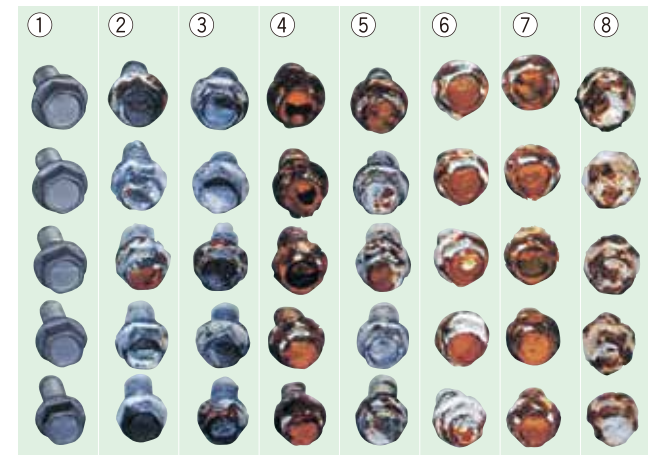 ① ② ③ ④ ⑤ ⑥ ⑦ ⑧